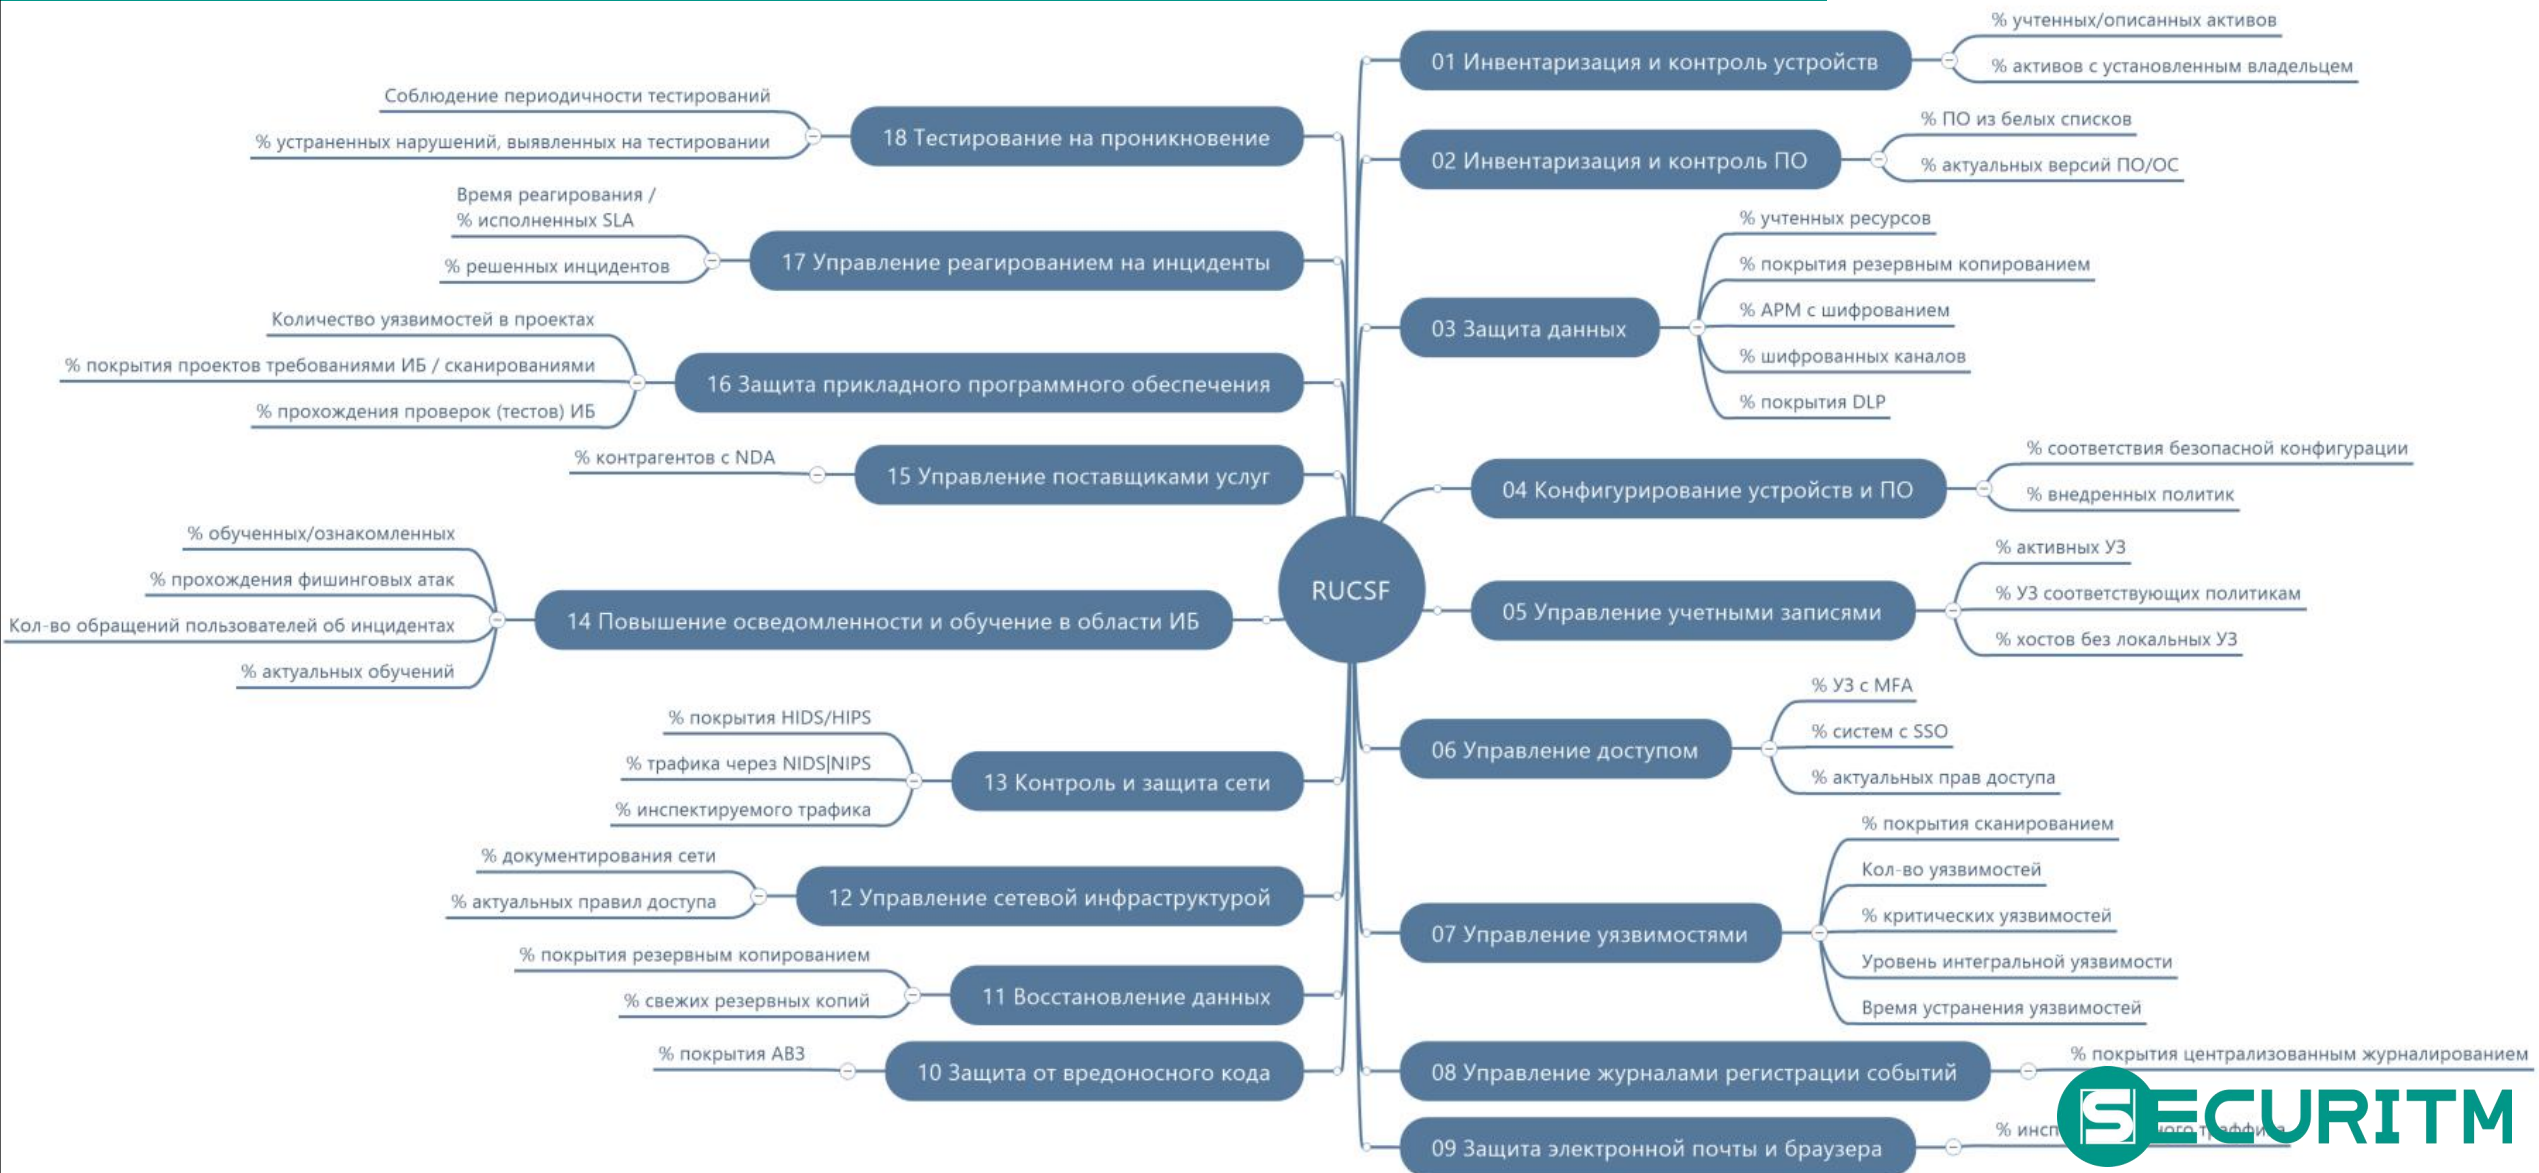 RUCSF
01 Инвентаризация и контроль устройств
% учтенных/описанных активов
% активов с установленным владельцем
02 Инвентаризация и контроль ПО
% ПО из белых списков
% актуальных версий ПО/ОС
03 Защита данных
% учтенных ресурсов
% покрытия резервным копированием
% АРМ с шифрованием
% шифрованных каналов
% покрытия DLP
04 Конфигурирование устройств и ПО
% соответствия безопасной конфигурации
% внедренных политик
05 Управление учетными записями
% активных УЗ
% УЗ соответствующих политикам
% хостов без локальных УЗ
06 Управление доступом
% УЗ с MFA
% систем с SSO
% актуальных прав доступа
07 Управление уязвимостями
% покрытия сканированием
Кол-во уязвимостей
% критических уязвимостей
Уровень интегральной уязвимости
Время устранения уязвимостей
08 Управление журналами регистрации событий
% покрытия централизованным журналированием
09 Защита электронной почты и браузера
%
10 Защита от вредоносного кода
% покрытия АВЗ
11 Восстановление данных
% покрытия резервным копированием
% свежих резервных копий
12 Управление сетевой инфраструктурой
% документирования сети
% актуальных правил доступа
13 Контроль и защита сети
% покрытия HIDS/HIPS
% трафика через NIDS|NIPS
% инспектируемого трафика
14 Повышение осведомленности и обучение в области ИБ
% обученных/ознакомленных
% прохождения фишинговых атак
Кол-во обращений пользователей об инцидентах
% актуальных обучений
15 Управление поставщиками услуг
% контрагентов с NDA
16 Защита прикладного программного обеспечения
Количество уязвимостей в проектах
% покрытия проектов требованиями ИБ / сканированиями
% прохождения проверок (тестов) ИБ
17 Управление реагированием на инциденты
Время реагирования /
% исполненных SLA
% решенных инцидентов
18 Тестирование на проникновение
Соблюдение периодичности тестирований
% устраненных нарушений, выявленных на тестировании
SECURITM